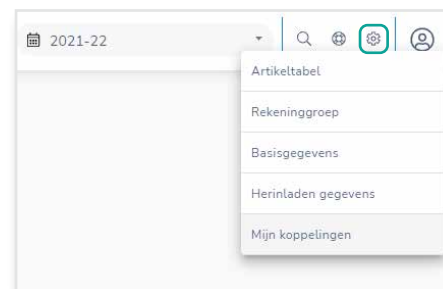 2021-22
Artikeltabel
Rekeninggroep
Basisgegevens
Herinladen gegevens
Mijn koppelingen